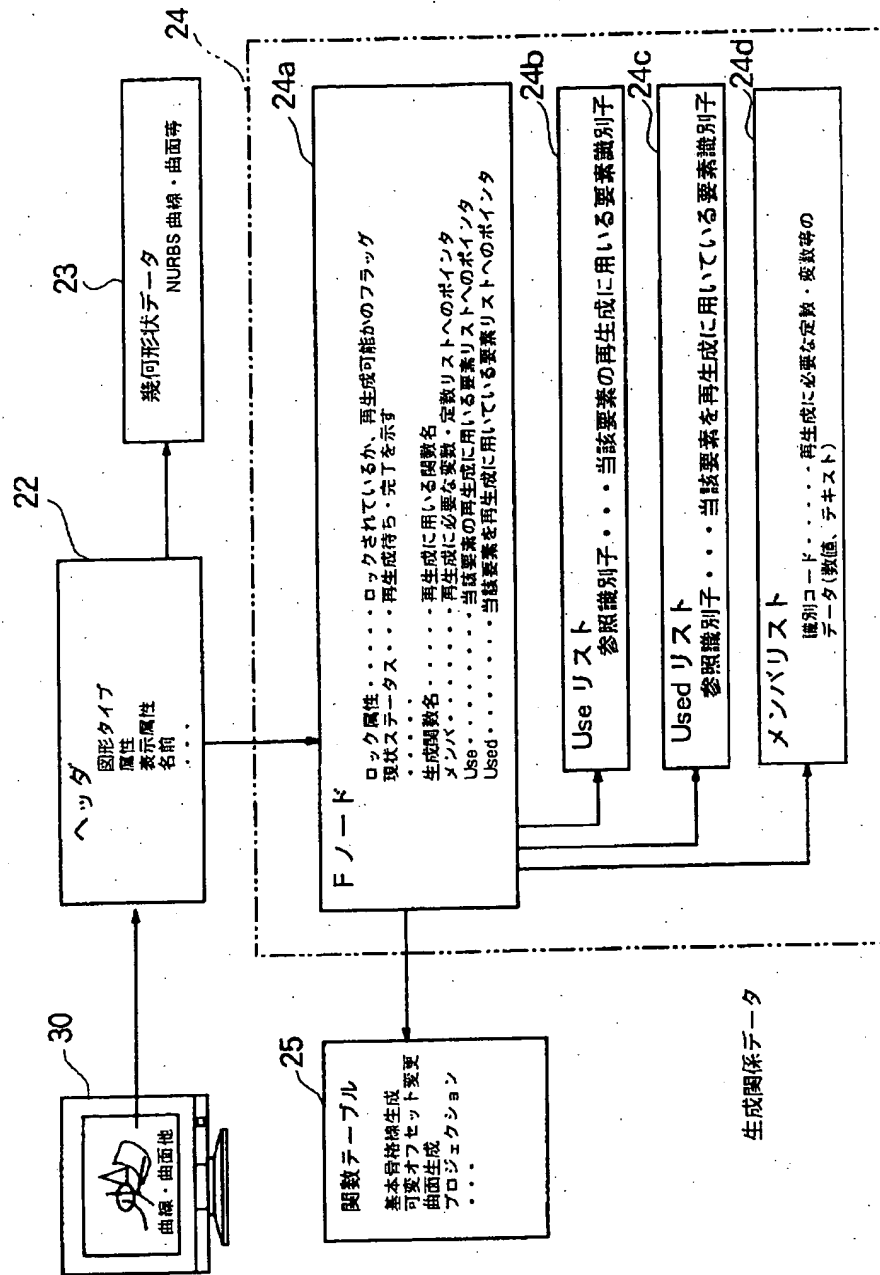 30
曲線・曲面他
22
ヘッダ
図形タイプ
属性
表示属性
名前
・・・
23
幾何形状データ
NURBS 曲線・曲面等
24
25
関数テーブル
基本骨格線生成
可変オフセット変更
曲面生成
プロジェクション
・・・
24a
Fノード
ロック属性・・・・・ロックされているか、再生成可能かのフラッグ
現状ステータス・・・再生成待ち・完了を示す
・・・・・
生成関数名・・・・・再生成に用いる関数名
メンバ・・・・・・・再生成に必要な変数・定数リストへのポインタ
Use・・・・・・・・・当該要素の再生成に用いる要素リストへのポインタ
Used・・・・・・・・・当該要素を再生成に用いている要素リストへのポインタ
24b
Use リスト
参照識別子・・・当該要素の再生成に用いる要素識別子
24c
Used リスト
参照識別子・・・当該要素を再生成に用いている要素識別子
24d
メンバリスト
識別コード・・・・・再生成に必要な定数・変数等の
データ(数値、テキスト)
生成関係データ